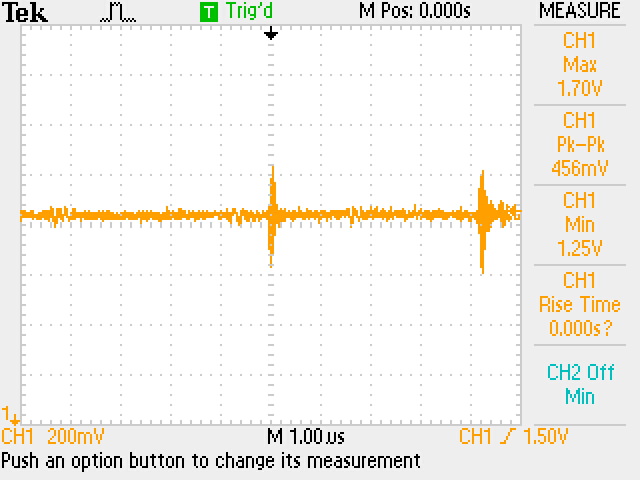 Tek T Trig'd M Pos: 0.000s MEASURE
CH1
Max
1.70V
CH1
Pk-Pk
456mV
CH1
Min
1.25V
CH1
Rise Time
0.000s?
CH2 Off
Min
1
CH1 200mV M 1.00us CH1 1.50V
Push an option button to change its measurement